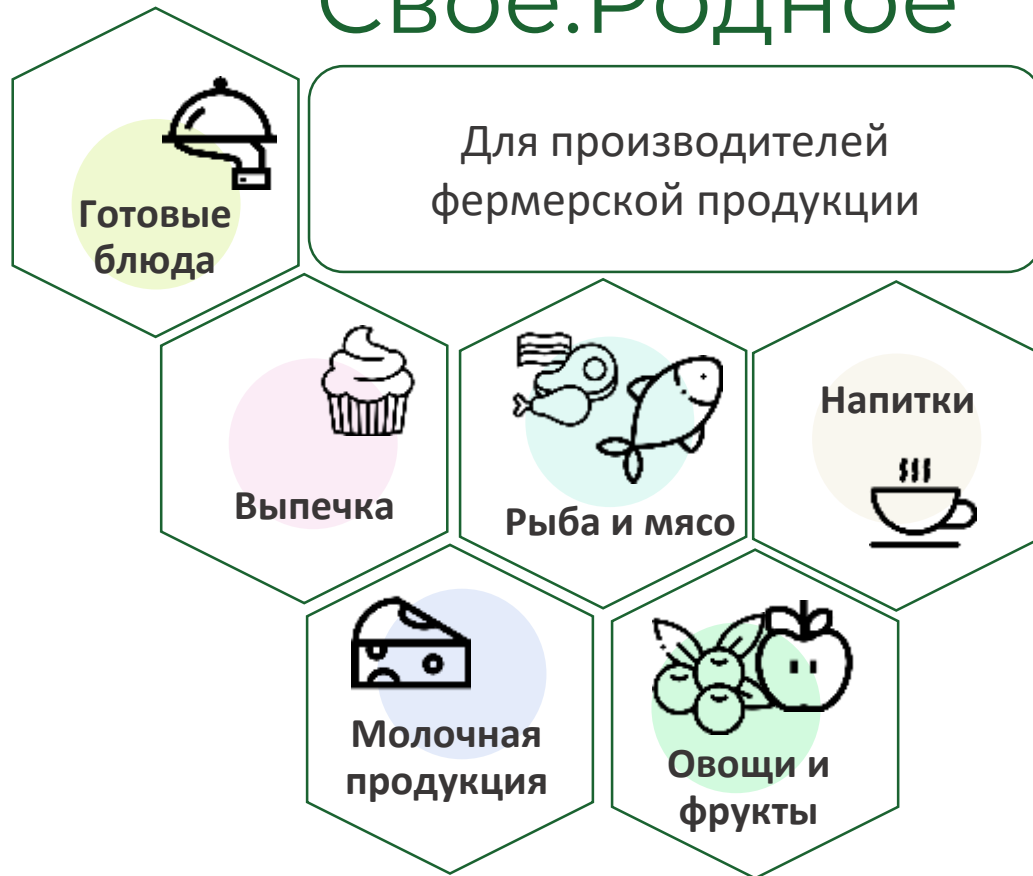 Свое.Родное
Для производителей
фермерской продукции
Готовые
блюда
Выпечка
Рыба и мясо
Напитки
Молочная
продукция
Овощи и
фрукты